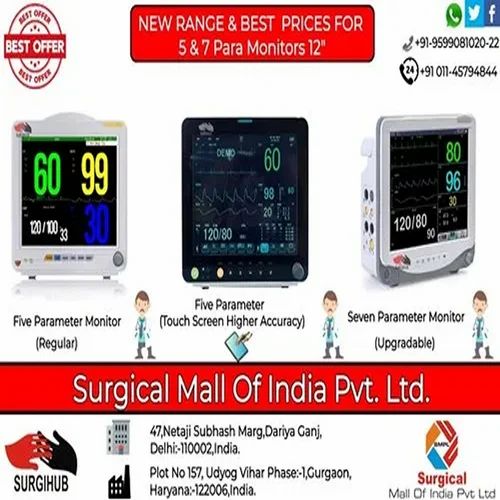 BEST OFFER
NEW RANGE & BEST PRICES FOR
5 & 7 Para Monitors 12"
+91-9599081020-22
24
+91 011-45794844
60 99
120/100 33 30
DEMO 60
98 20
120/80
80
96
30
120/80 90
Five Parameter Monitor
(Regular)
Five Parameter
(Touch Screen Higher Accuracy)
Seven Parameter Monitor
(Upgradable)
Surgical Mall Of India Pvt. Ltd.
SURGIHUB
47,Netaji Subhash Marg,Dariya Ganj,
Delhi:-110002,India.
Plot No 157, Udyog Vihar Phase:-1,Gurgaon,
Haryana:-122006,India.
Surgical
Mall Of India Pvt Ltd